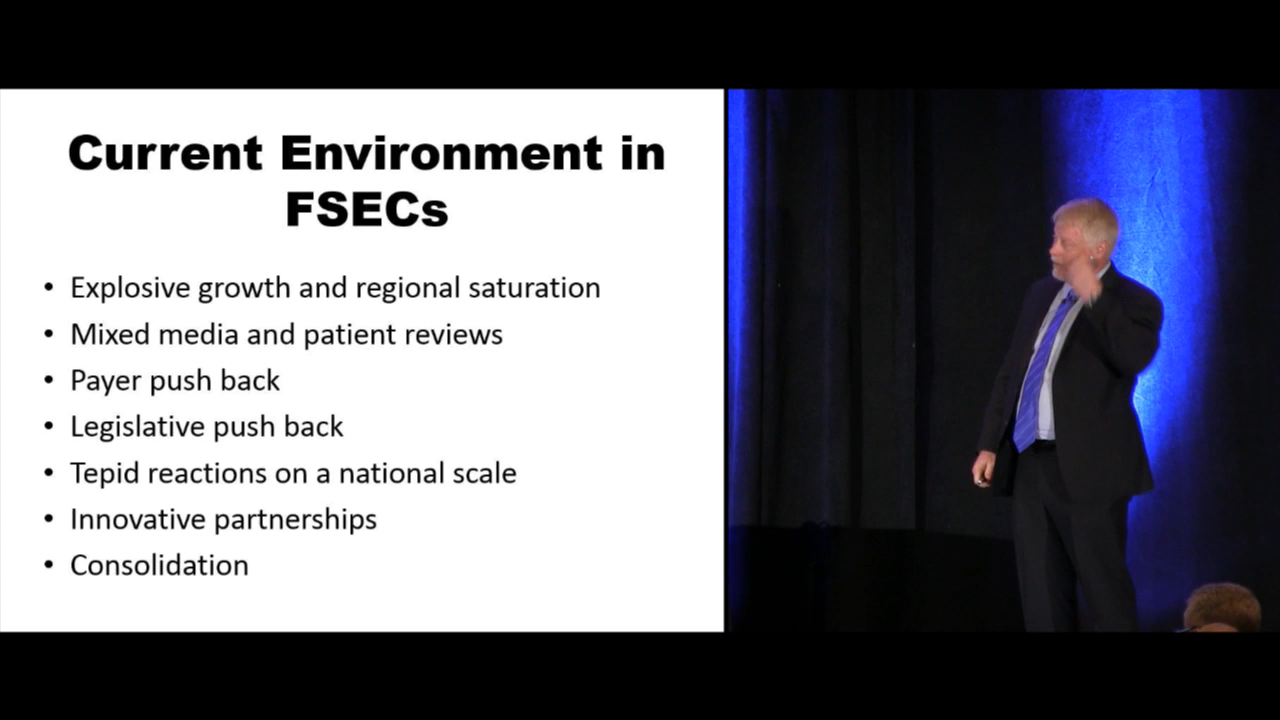 Current Environment in
FSECs
• Explosive growth and regional saturation
• Mixed media and patient reviews
• Payer push back
• Legislative push back
• Tepid reactions on a national scale
• Innovative partnerships
• Consolidation